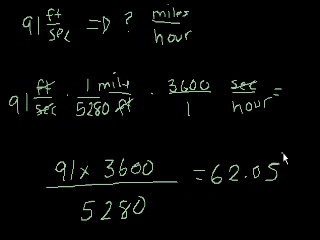 91 ft/sec => ? miles/hour
91 ft/sec · 1 mile/5280 ft · 3600/1 sec/hour =
91 x 3600/5280 = 62.05